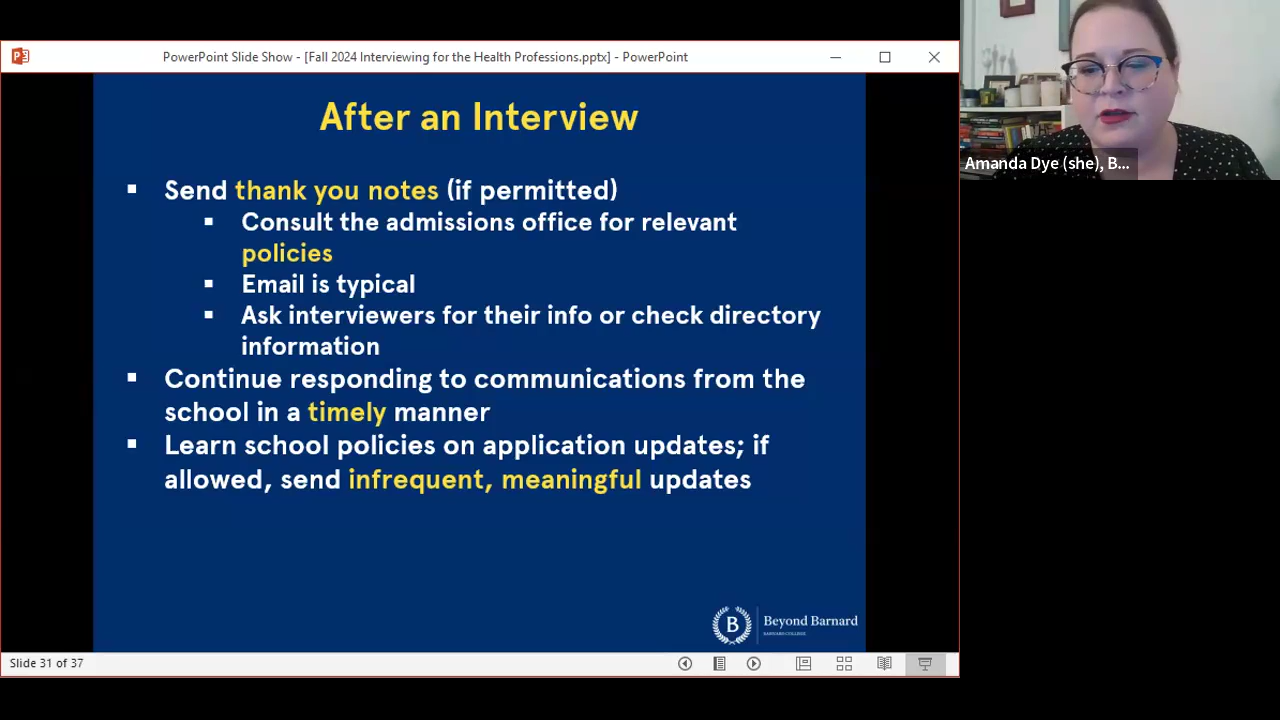 PowerPoint Slide Show - [Fall 2024 Interviewing for the Health Professions.pptx] - PowerPoint
After an Interview
▪ Send thank you notes (if permitted)
▪ Consult the admissions office for relevant
policies
▪ Email is typical
▪ Ask interviewers for their info or check directory
information
▪ Continue responding to communications from the
school in a timely manner
▪ Learn school policies on application updates; if
allowed, send infrequent, meaningful updates
B
Beyond Barnard
BARNARD COLLEGE
Slide 31 of 37
Amanda Dye (she), B...